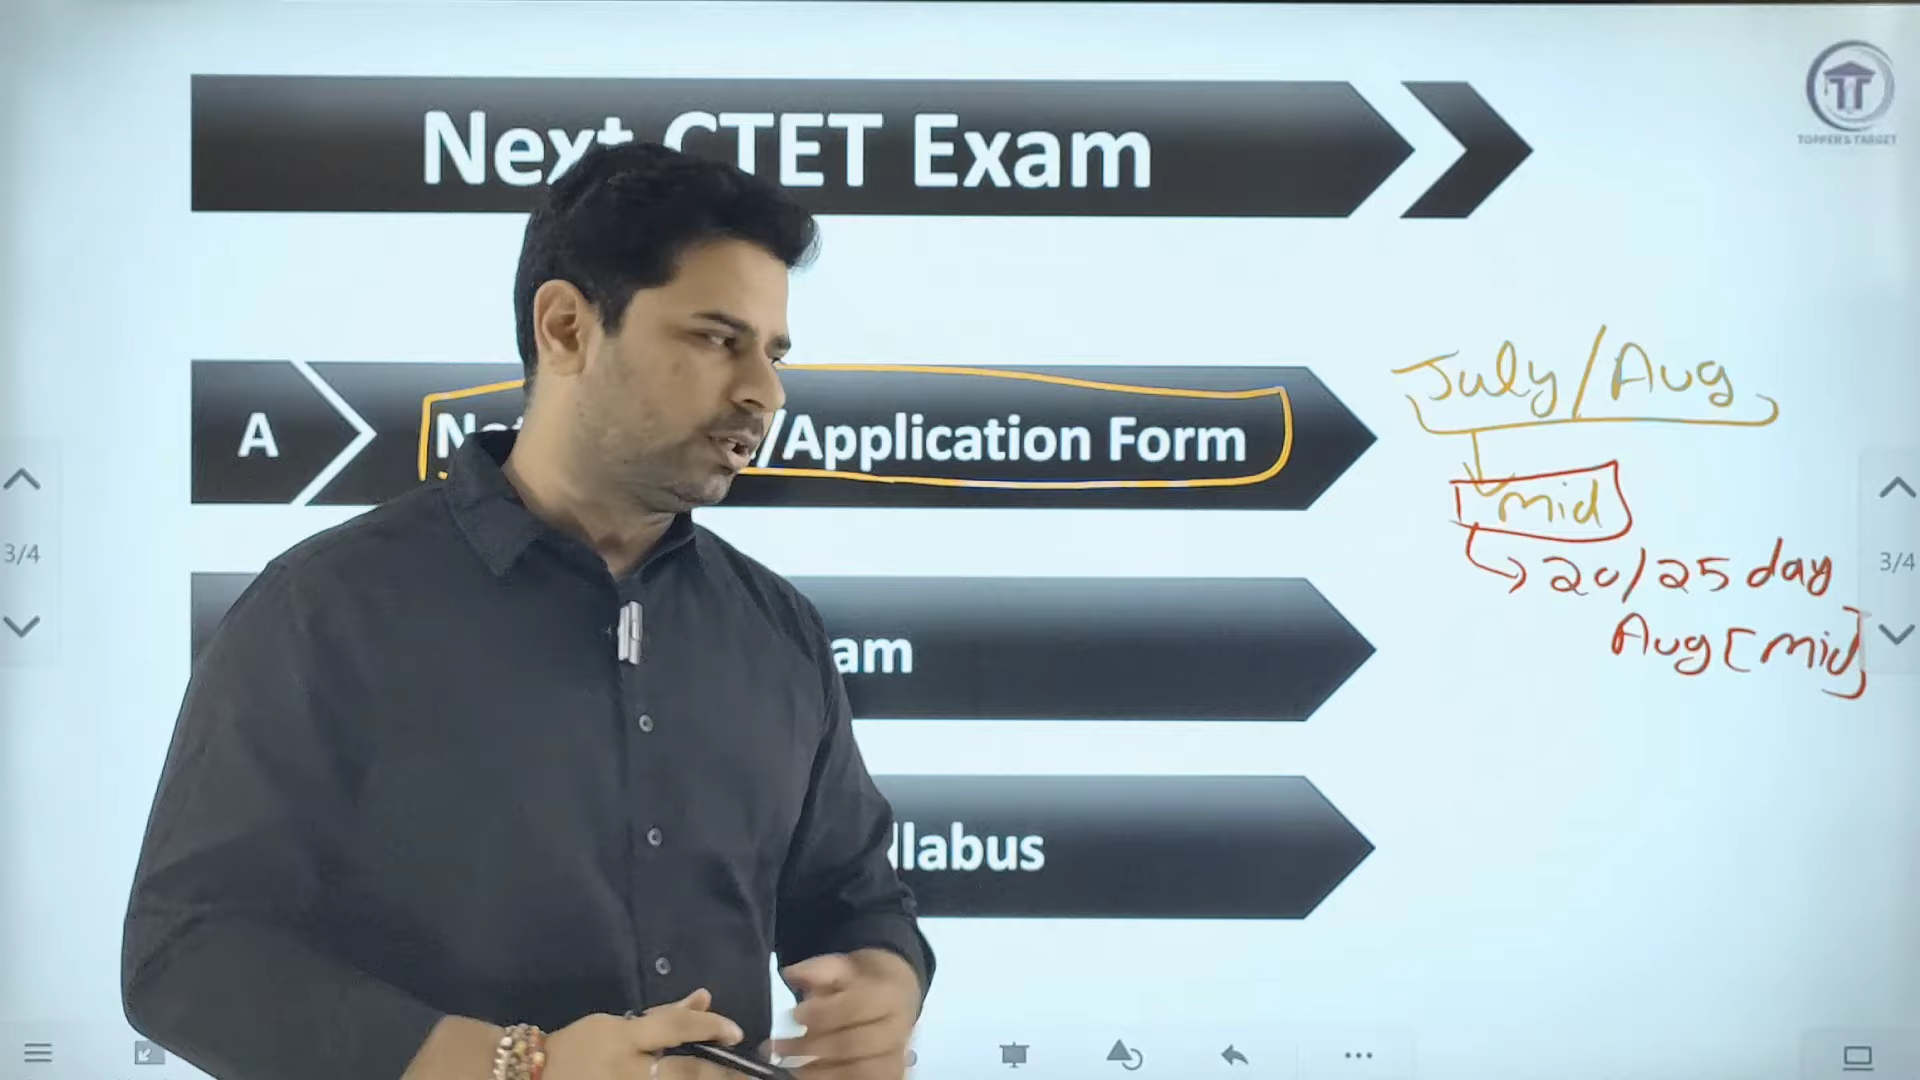 TOPPER'S TARGET
Next CTET Exam
A
/Application Form
July/Aug
mid
20/25 day
Aug [mid]
3/4
3/4
am
llabus